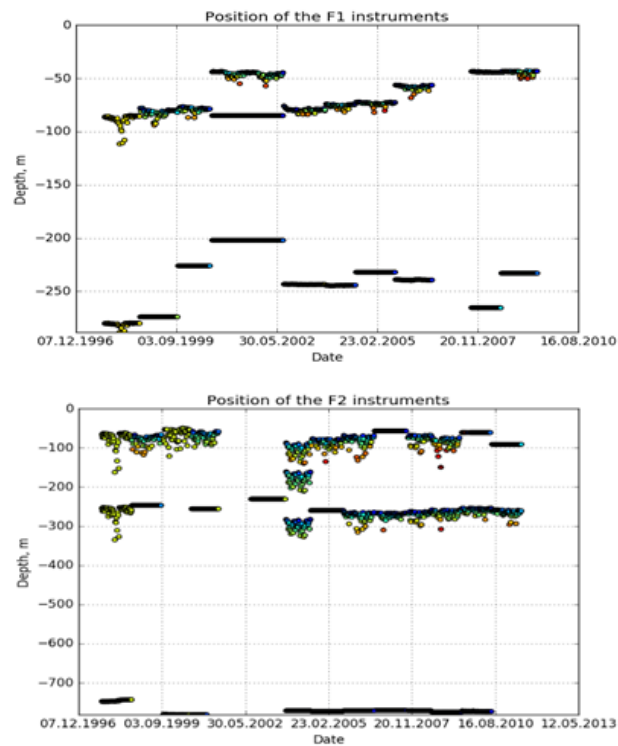 Position of the F1 instruments
0
−50
−100
−150
−200
−250
Depth, m
07.12.1996 03.09.1999 30.05.2002 23.02.2005 20.11.2007 16.08.2010
Date
Position of the F2 instruments
0
−100
−200
−300
−400
−500
−600
−700
Depth, m
07.12.1996 03.09.1999 30.05.2002 23.02.2005 20.11.2007 16.08.2010 12.05.2013
Date